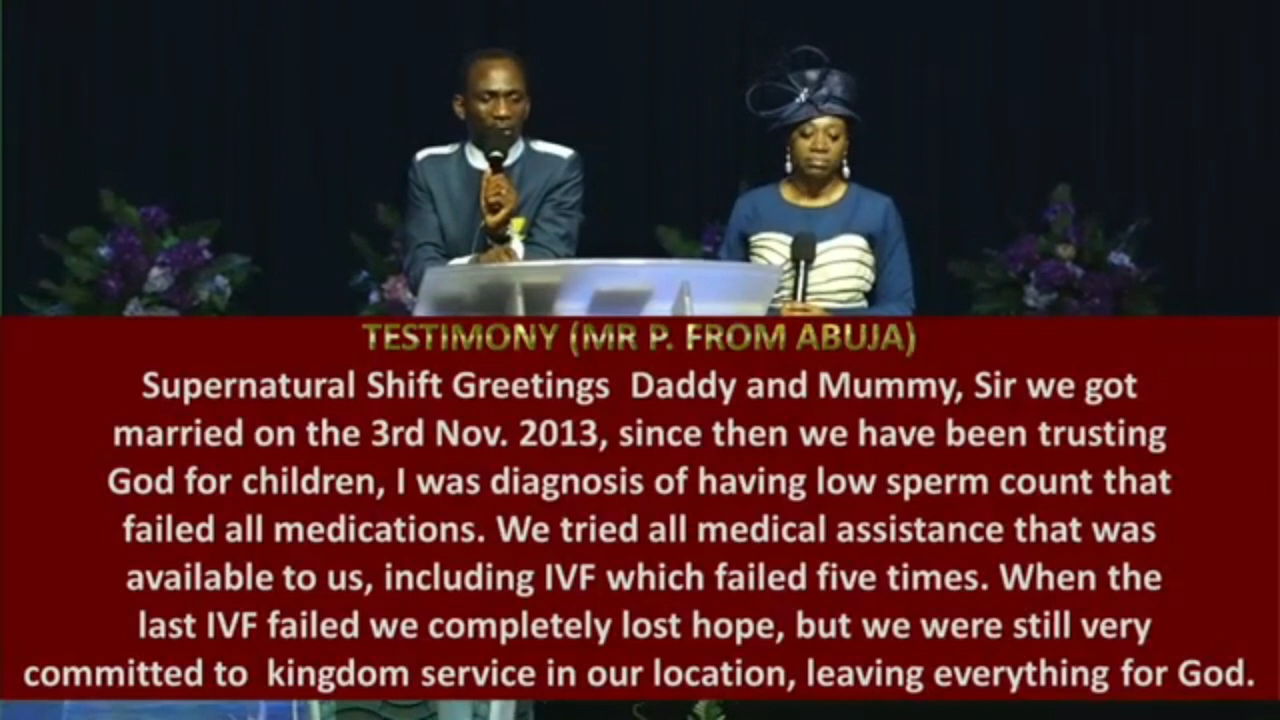 TESTIMONY (MR P. FROM ABUJA)
Supernatural Shift Greetings  Daddy and Mummy, Sir we got
married on the 3rd Nov. 2013, since then we have been trusting
God for children, I was diagnosis of having low sperm count that
failed all medications. We tried all medical assistance that was
available to us, including IVF which failed five times. When the
last IVF failed we completely lost hope, but we were still very
committed to  kingdom service in our location, leaving everything for God.